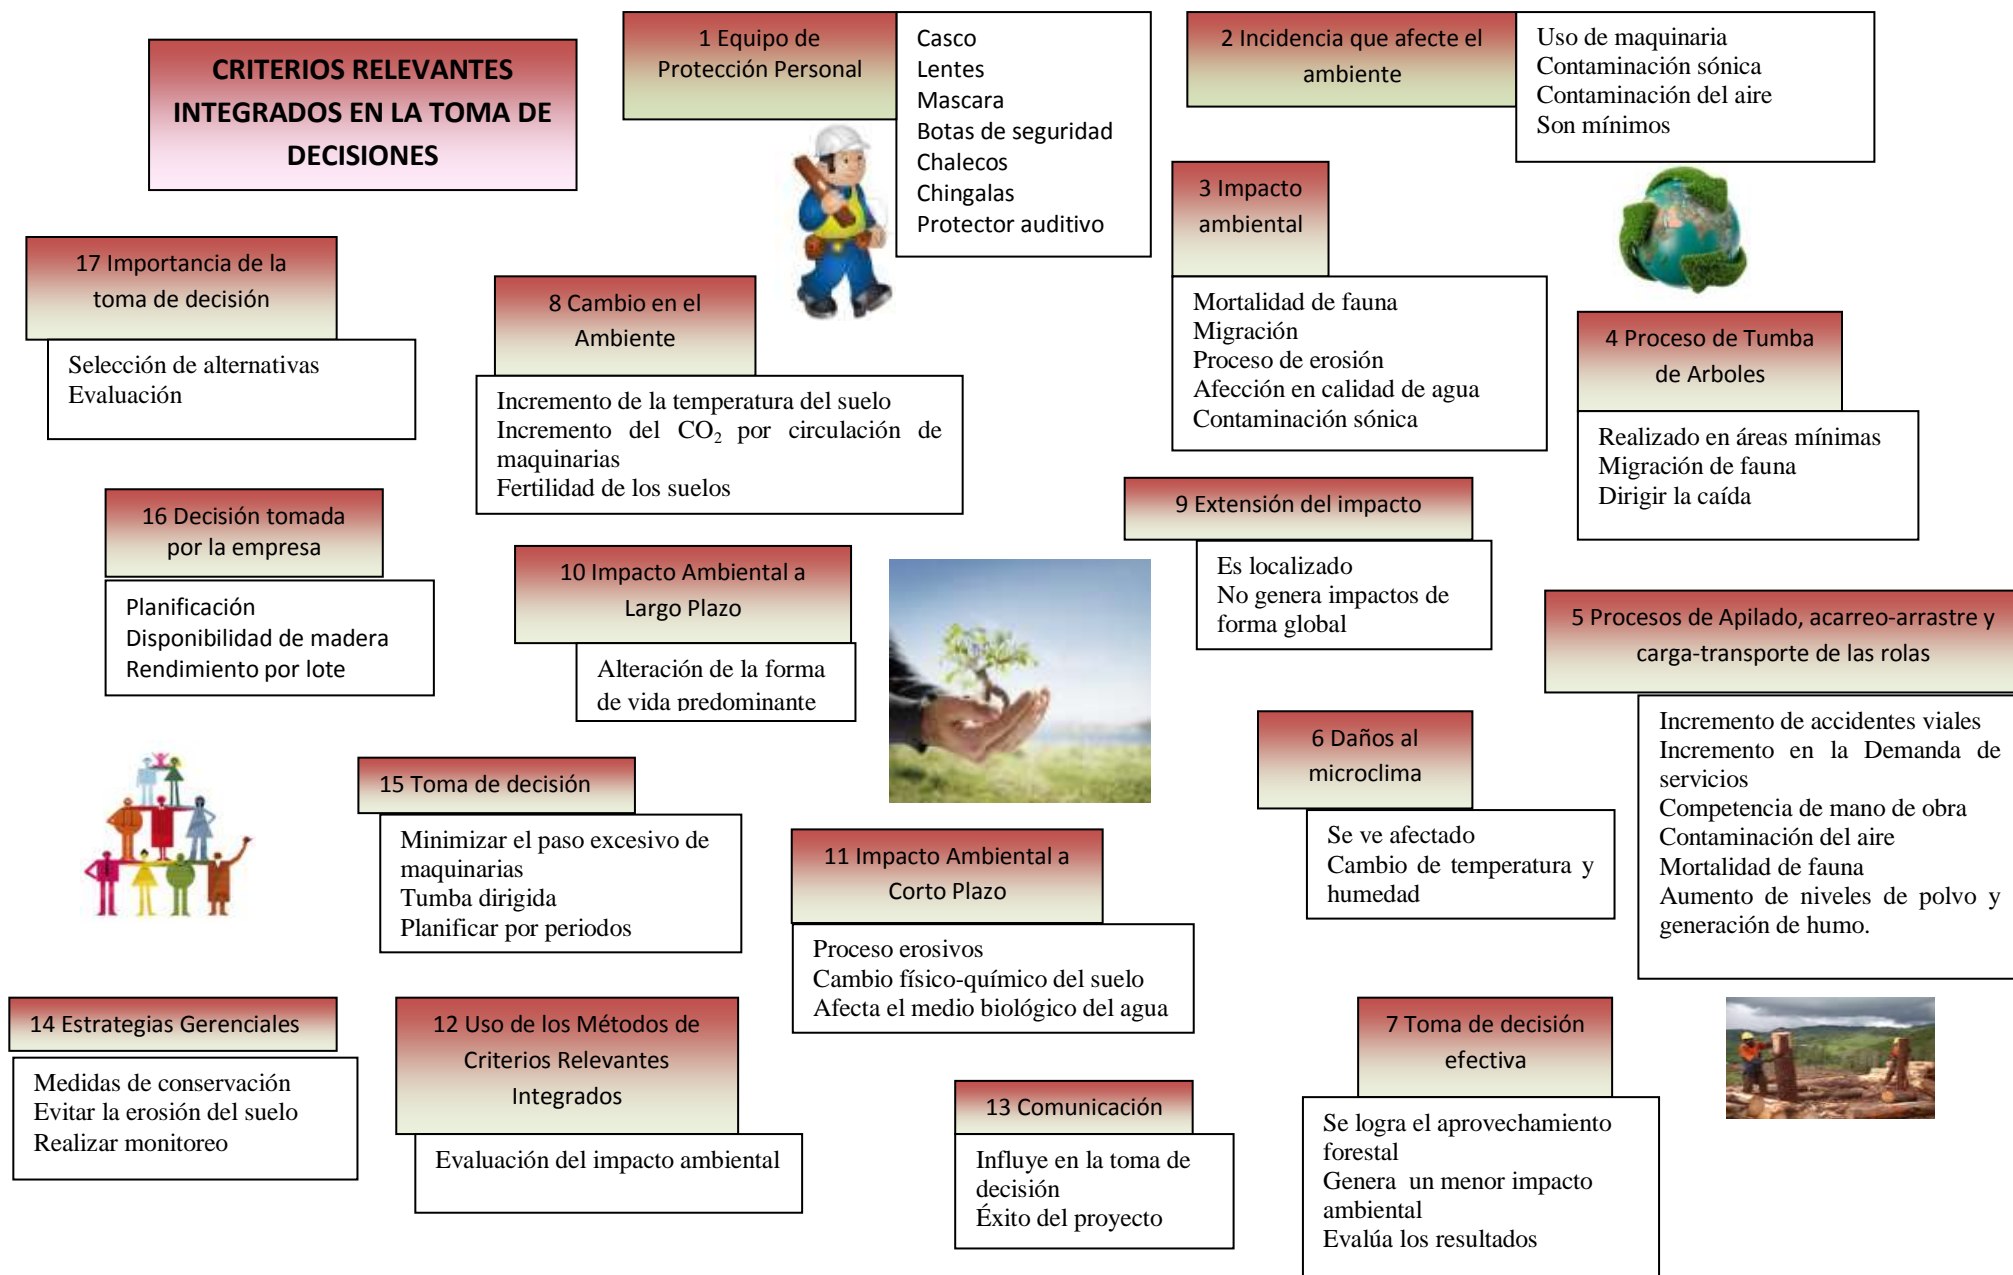 CRITERIOS RELEVANTES
INTEGRADOS EN LA TOMA DE
DECISIONES
1 Equipo de
Protección Personal
Casco
Lentes
Mascara
Botas de seguridad
Chalecos
Chingalas
Protector auditivo
2 Incidencia que afecte el
ambiente
Uso de maquinaria
Contaminación sónica
Contaminación del aire
Son mínimos
3 Impacto
ambiental
Mortalidad de fauna
Migración
Proceso de erosión
Afección en calidad de agua
Contaminación sónica
4 Proceso de Tumba
de Arboles
Realizado en áreas mínimas
Migración de fauna
Dirigir la caída
5 Procesos de Apilado, acarreo-arrastre y
carga-transporte de las rolas
Incremento de accidentes viales
Incremento en la Demanda de
servicios
Competencia de mano de obra
Contaminación del aire
Mortalidad de fauna
Aumento de niveles de polvo y
generación de humo.
6 Daños al
microclima
Se ve afectado
Cambio de temperatura y
humedad
7 Toma de decisión
efectiva
Se logra el aprovechamiento
forestal
Genera un menor impacto
ambiental
Evalúa los resultados
8 Cambio en el
Ambiente
Incremento de la temperatura del suelo
Incremento del CO₂ por circulación de
maquinarias
Fertilidad de los suelos
9 Extensión del impacto
Es localizado
No genera impactos de
forma global
10 Impacto Ambiental a
Largo Plazo
Alteración de la forma
de vida predominante
11 Impacto Ambiental a
Corto Plazo
Proceso erosivos
Cambio físico-químico del suelo
Afecta el medio biológico del agua
12 Uso de los Métodos de
Criterios Relevantes
Integrados
Evaluación del impacto ambiental
13 Comunicación
Influye en la toma de
decisión
Éxito del proyecto
14 Estrategias Gerenciales
Medidas de conservación
Evitar la erosión del suelo
Realizar monitoreo
15 Toma de decisión
Minimizar el paso excesivo de
maquinarias
Tumba dirigida
Planificar por periodos
16 Decisión tomada
por la empresa
Planificación
Disponibilidad de madera
Rendimiento por lote
17 Importancia de la
toma de decisión
Selección de alternativas
Evaluación